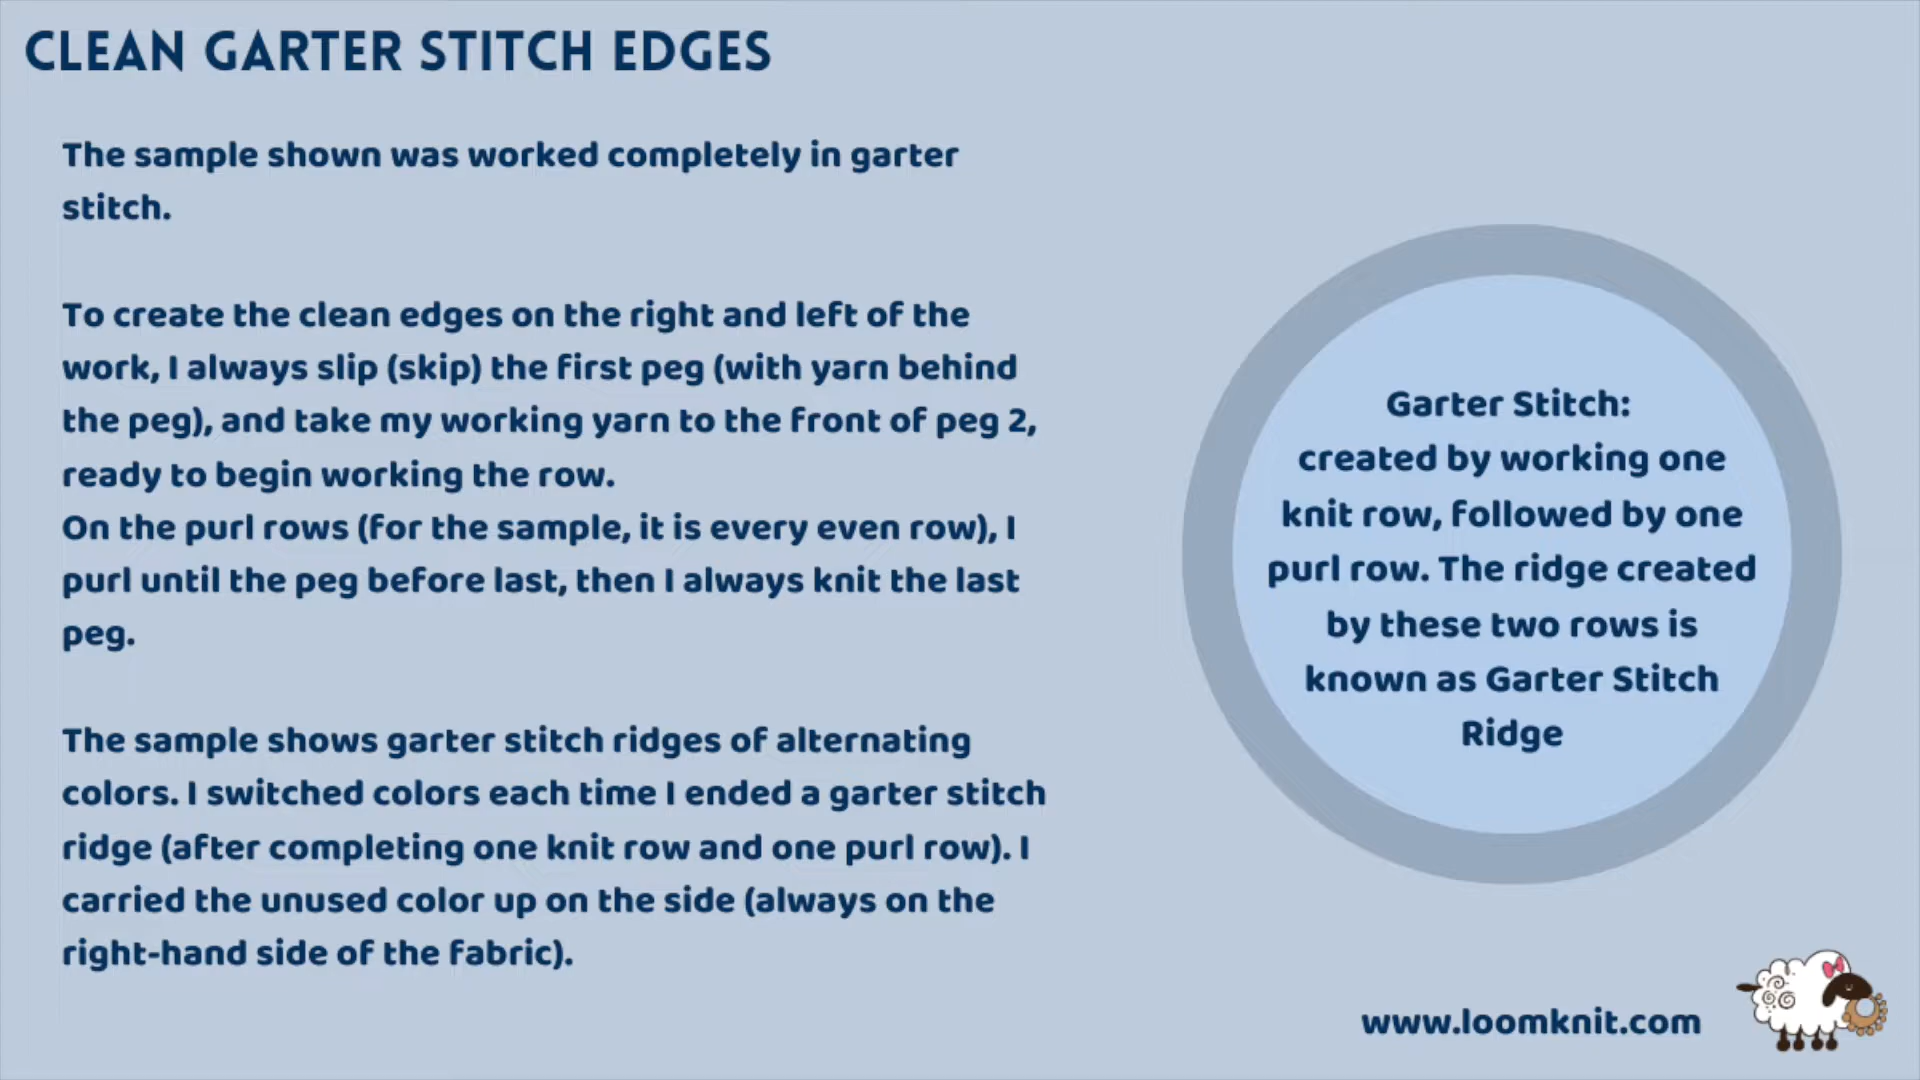 CLEAN GARTER STITCH EDGES
The sample shown was worked completely in garter
stitch.
To create the clean edges on the right and left of the
work, I always slip (skip) the first peg (with yarn behind
the peg), and take my working yarn to the front of peg 2,
ready to begin working the row.
On the purl rows (for the sample, it is every even row), I
purl until the peg before last, then I always knit the last
peg.
The sample shows garter stitch ridges of alternating
colors. I switched colors each time I ended a garter stitch
ridge (after completing one knit row and one purl row). I
carried the unused color up on the side (always on the
right-hand side of the fabric).
Garter Stitch:
created by working one
knit row, followed by one
purl row. The ridge created
by these two rows is
known as Garter Stitch
Ridge
www.loomknit.com